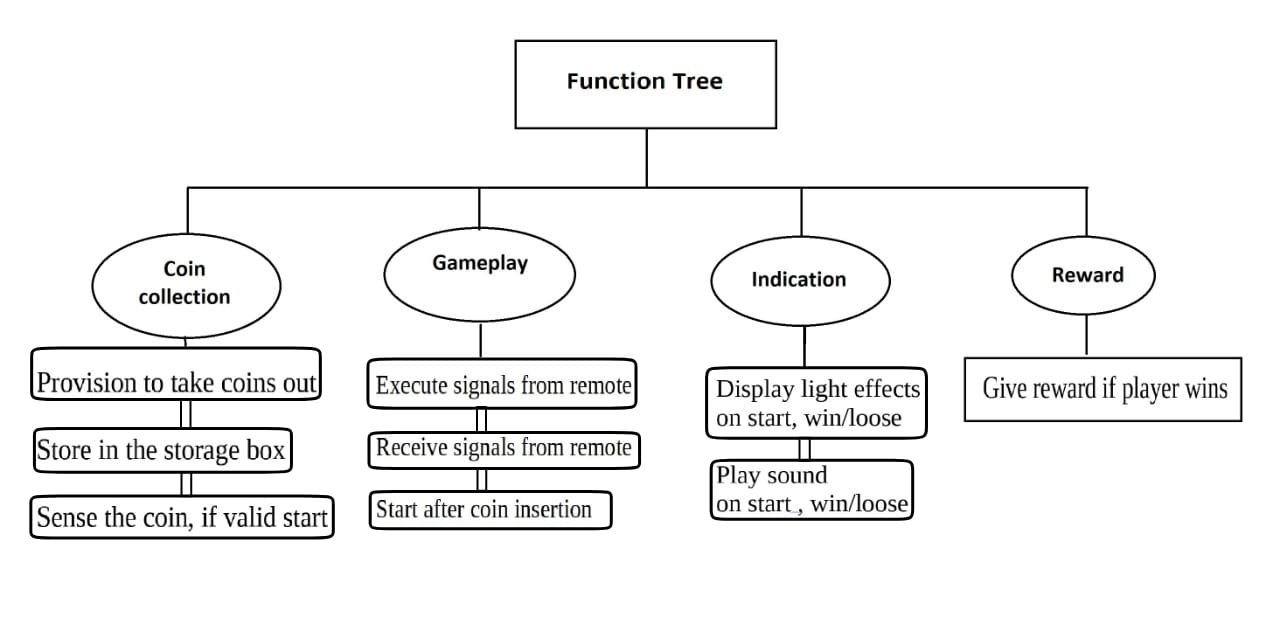 Function Tree
Coin
collection
Provision to take coins out
Store in the storage box
Sense the coin, if valid start
Gameplay
Execute signals from remote
Receive signals from remote
Start after coin insertion
Indication
Display light effects
on start, win/loose
Play sound
on start , win/loose
Reward
Give reward if player wins